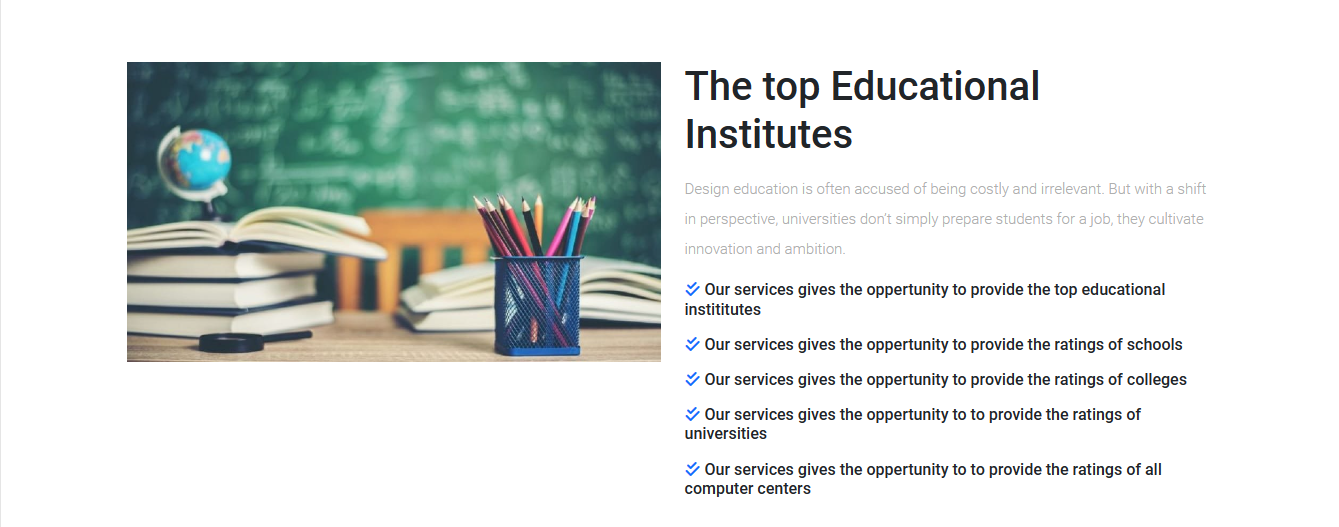 The top Educational
Institutes
Design education is often accused of being costly and irrelevant. But with a shift
in perspective, universities don't simply prepare students for a job, they cultivate
innovation and ambition.
Our services gives the oppertunity to provide the top educational
instititutes
Our services gives the oppertunity to provide the ratings of schools
Our services gives the oppertunity to provide the ratings of colleges
Our services gives the oppertunity to to provide the ratings of
universities
Our services gives the oppertunity to to provide the ratings of all
computer centers